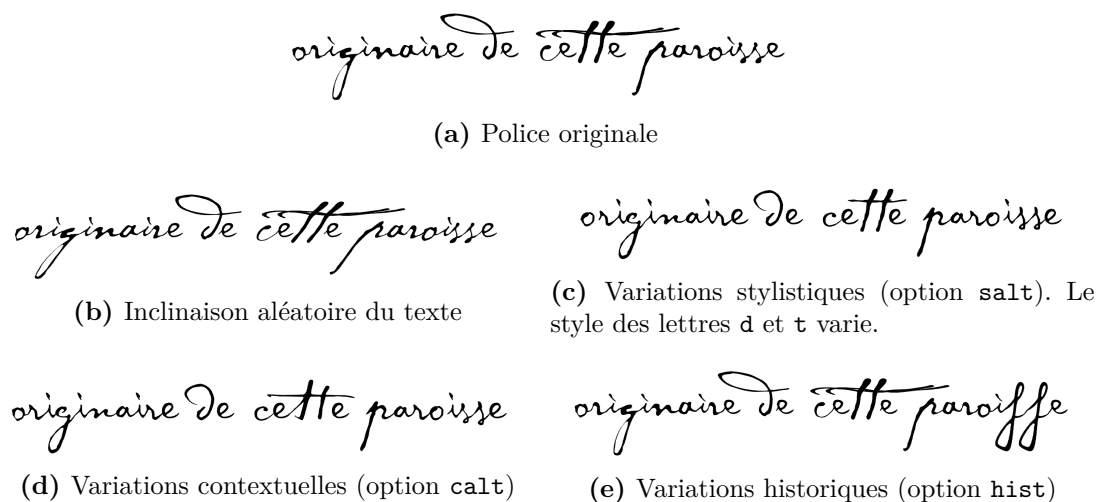 originaire de cette paroisse
(a) Police originale
originaire de cette paroisse
(b) Inclinaison aléatoire du texte
originaire de cette paroisse
(c) Variations stylistiques (option salt). Le
style des lettres d et t varie.
originaire de cette paroisse
(d) Variations contextuelles (option calt)
originaire de cette paroiſſe
(e) Variations historiques (option hist)